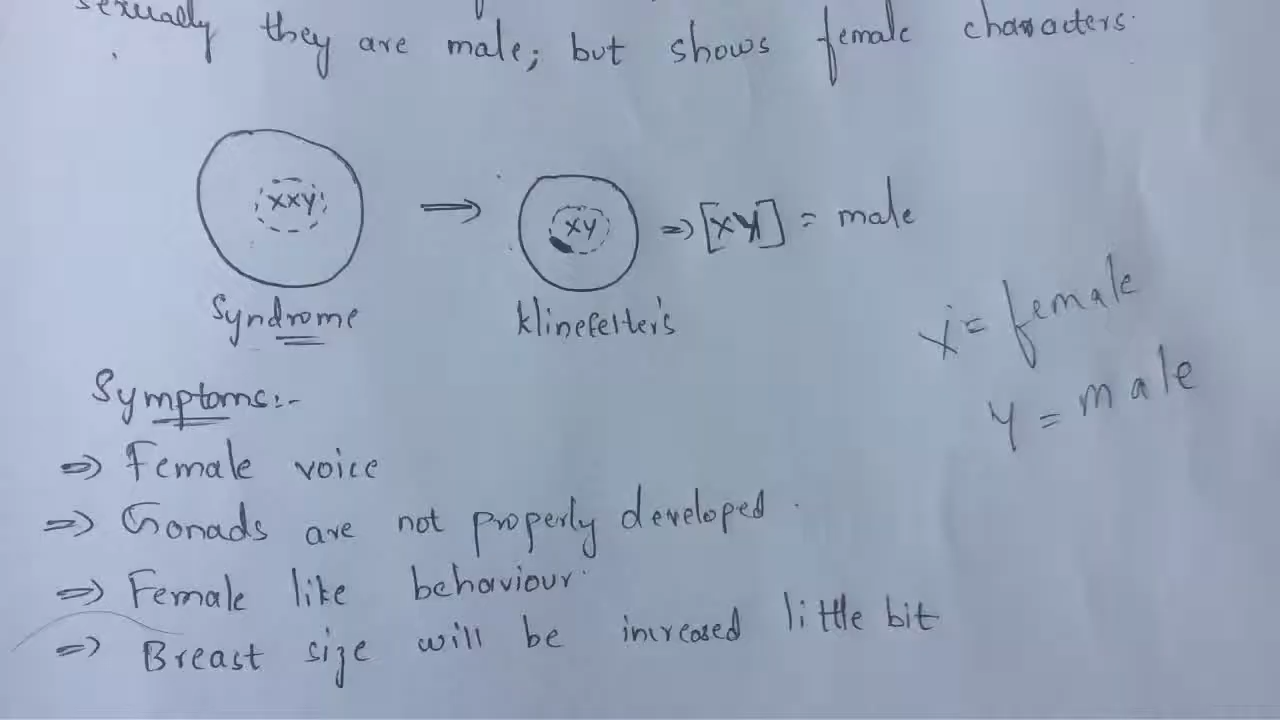 sexually they are male; but shows female characters.
XXY → XY ⇒ [XY] = male
Syndrome Klinefelter's
X = female
Y = male
Symptoms:-
⇒ Female voice
⇒ Gonads are not properly developed.
⇒ Female like behaviour.
⇒ Breast size will be increased little bit